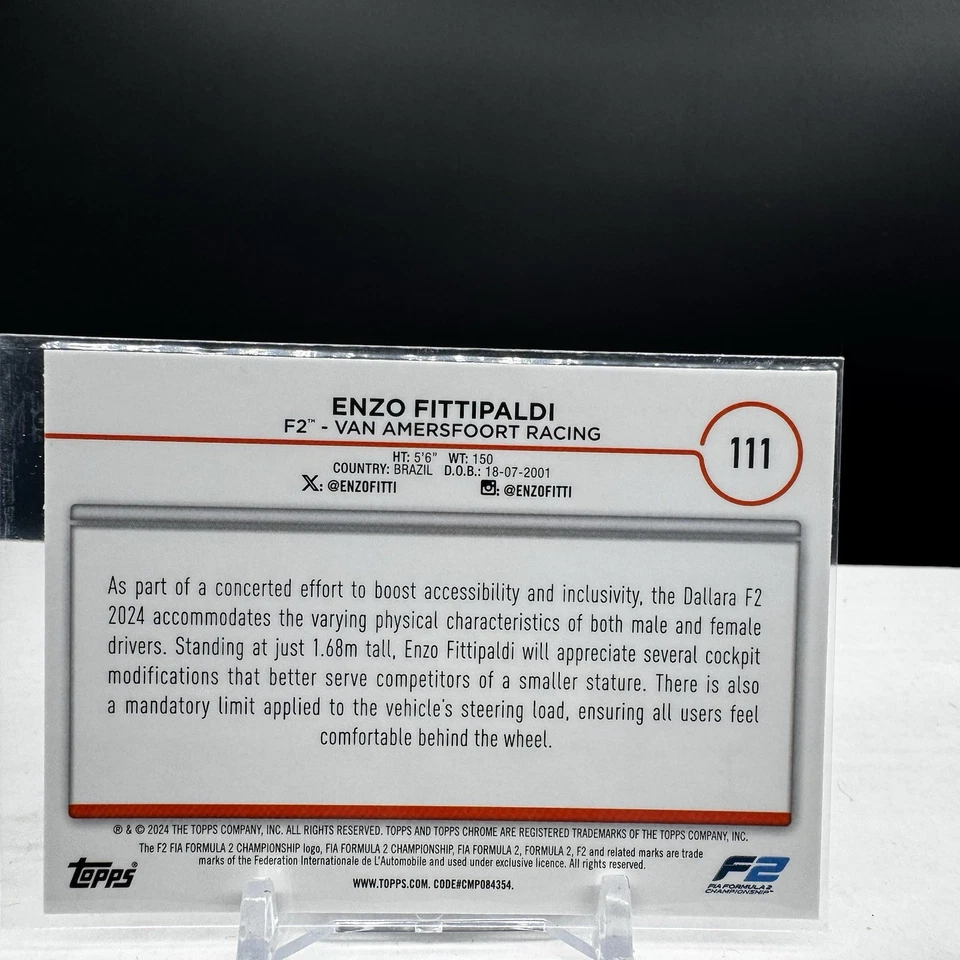 ENZO FITTIPALDI
F2™ - VAN AMERSFOORT RACING
111
HT: 5'6" WT: 150
COUNTRY: BRAZIL D.O.B.: 18-07-2001
X: @ENZOFITTI : @ENZOFITTI
As part of a concerted effort to boost accessibility and inclusivity, the Dallara F2
2024 accommodates the varying physical characteristics of both male and female
drivers. Standing at just 1.68m tall, Enzo Fittipaldi will appreciate several cockpit
modifications that better serve competitors of a smaller stature. There is also
a mandatory limit applied to the vehicle's steering load, ensuring all users feel
comfortable behind the wheel.
® & © 2024 THE TOPPS COMPANY, INC. ALL RIGHTS RESERVED. TOPPS AND TOPPS CHROME ARE REGISTERED TRADEMARKS OF THE TOPPS COMPANY, INC.
The F2 FIA FORMULA 2 CHAMPIONSHIP logo, FIA FORMULA 2 CHAMPIONSHIP, FIA FORMULA 2, FORMULA 2, F2 and related marks are trade
marks of the Federation Internationale de L'Automobile and used under exclusive licence. All rights reserved.
WWW.TOPPS.COM. CODE#CMP084354.
TOPPS®
F2
FIA FORMULA 2
CHAMPIONSHIP™